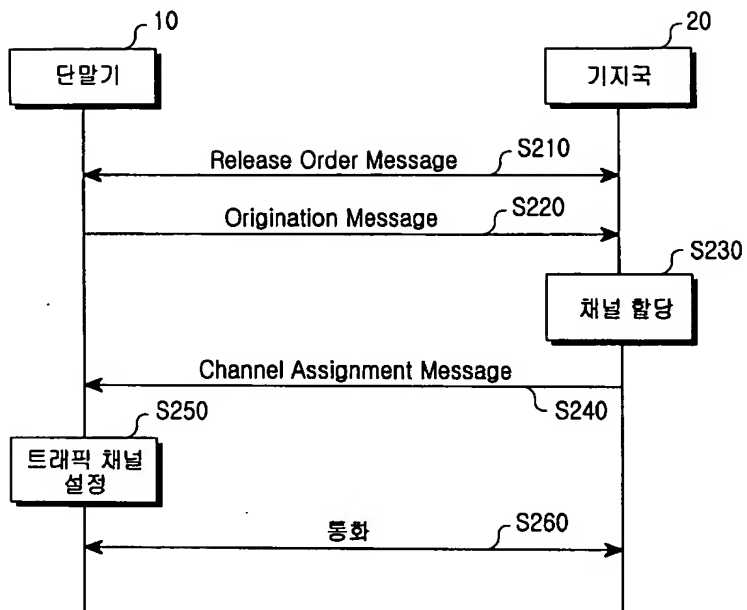 10
20
단말기
기지국
Release Order Message
S210
Origination Message
S220
S230
채널 할당
Channel Assignment Message
S240
S250
트래픽 채널
설정
통화
S260